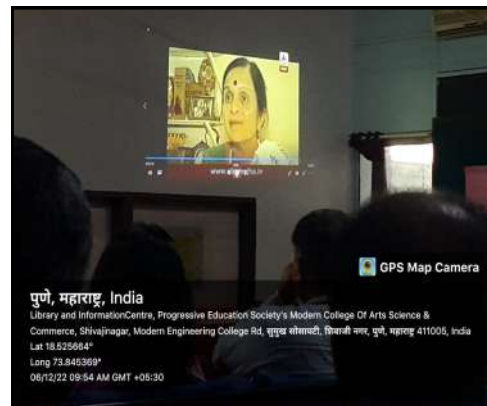 GPS Map Camera
पुणे, महाराष्ट्र, India
Library and InformationCentre, Progressive Education Society's Modern College Of Arts Science &
Commerce, Shivajinagar, Modern Engineering College Rd, सुमुख सोसायटी, शिवाजी नगर, पुणे, महाराष्ट्र 411005, India
Lat 18.525664°
Long 73.845369°
06/12/22 09:54 AM GMT +05:30